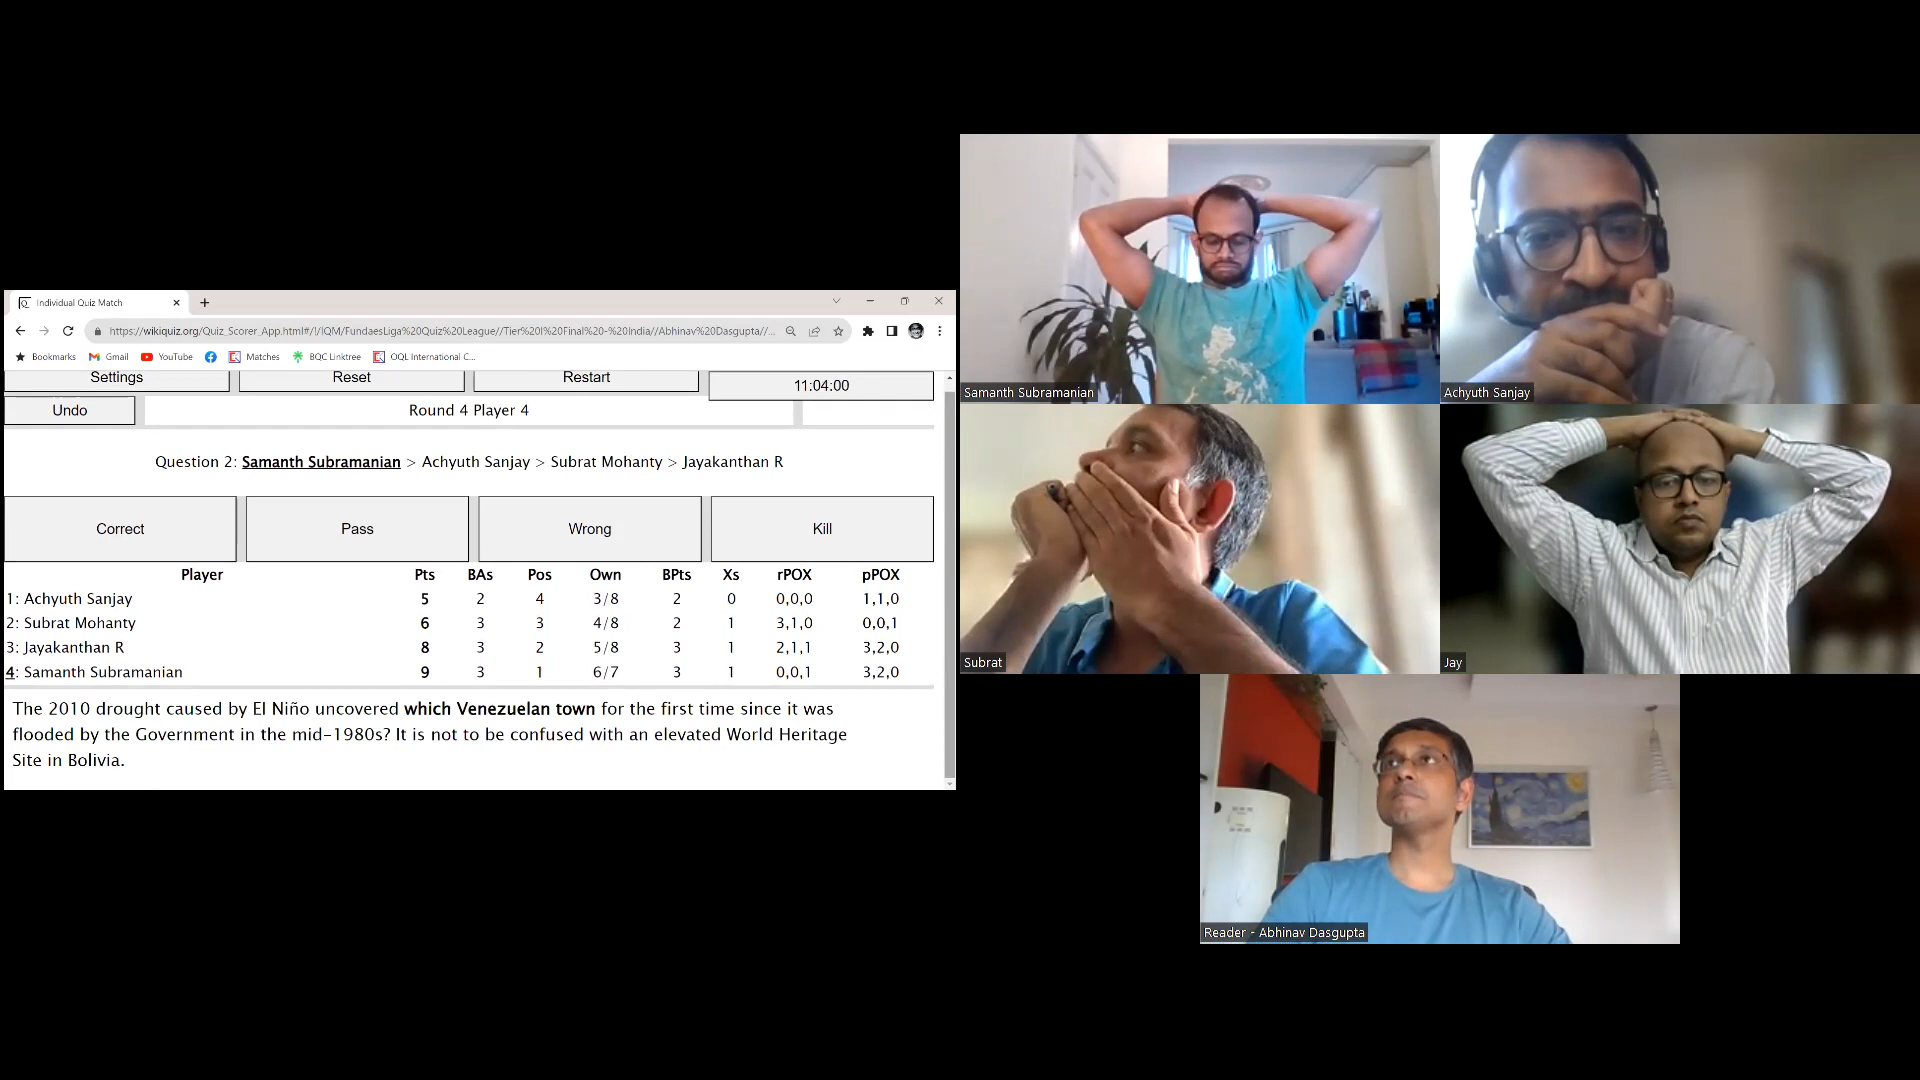 Individual Quiz Match
https://wikiquiz.org/Quiz_Scorer_App.html#/!/IQM/FundaesLiga%20Quiz%20League//Tier%20I%20Final%20-%20India//Abhinav%20Dasgupta//...
Bookmarks Gmail YouTube Matches BQC Linktree OQL International C...
Settings Reset Restart 11:04:00
Undo Round 4 Player 4
Question 2: Samanth Subramanian > Achyuth Sanjay > Subrat Mohanty > Jayakanthan R
Correct Pass Wrong Kill
Player Pts BAs Pos Own BPts Xs rPOX pPOX
1: Achyuth Sanjay 5 2 4 3/8 2 0 0,0,0 1,1,0
2: Subrat Mohanty 6 3 3 4/8 2 1 3,1,0 0,0,1
3: Jayakanthan R 8 3 2 5/8 3 1 2,1,1 3,2,0
4: Samanth Subramanian 9 3 1 6/7 3 1 0,0,1 3,2,0
The 2010 drought caused by El Niño uncovered which Venezuelan town for the first time since it was
flooded by the Government in the mid-1980s? It is not to be confused with an elevated World Heritage
Site in Bolivia.
Samanth Subramanian
Achyuth Sanjay
Subrat
Jay
Reader - Abhinav Dasgupta